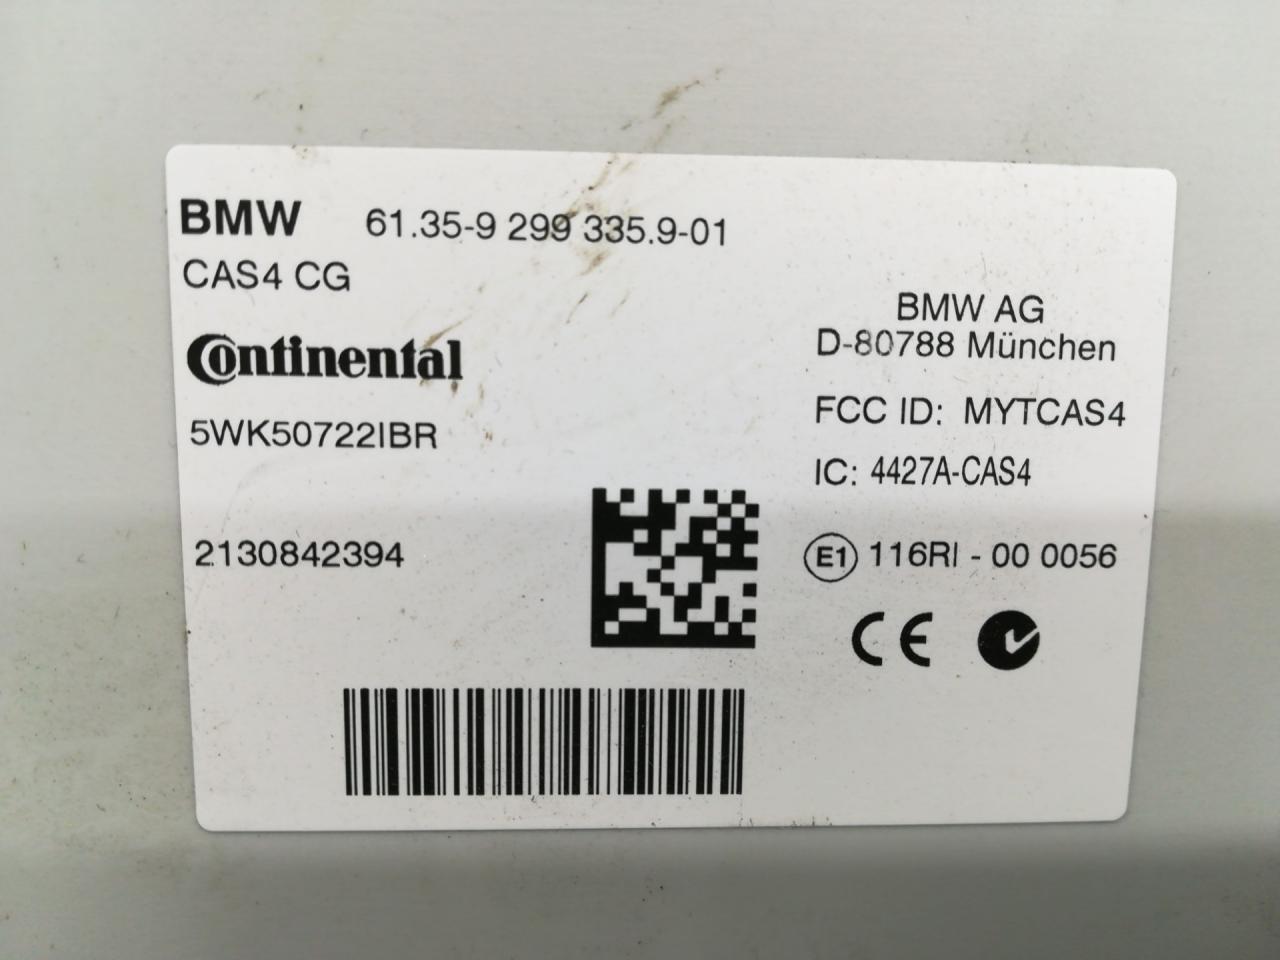 BMW 61.35-9 299 335.9-01
CAS4 CG
Continental
5WK50722IBR
2130842394
BMW AG
D-80788 München
FCC ID: MYTCAS4
IC: 4427A-CAS4
E1 116RI - 00 0056
CE